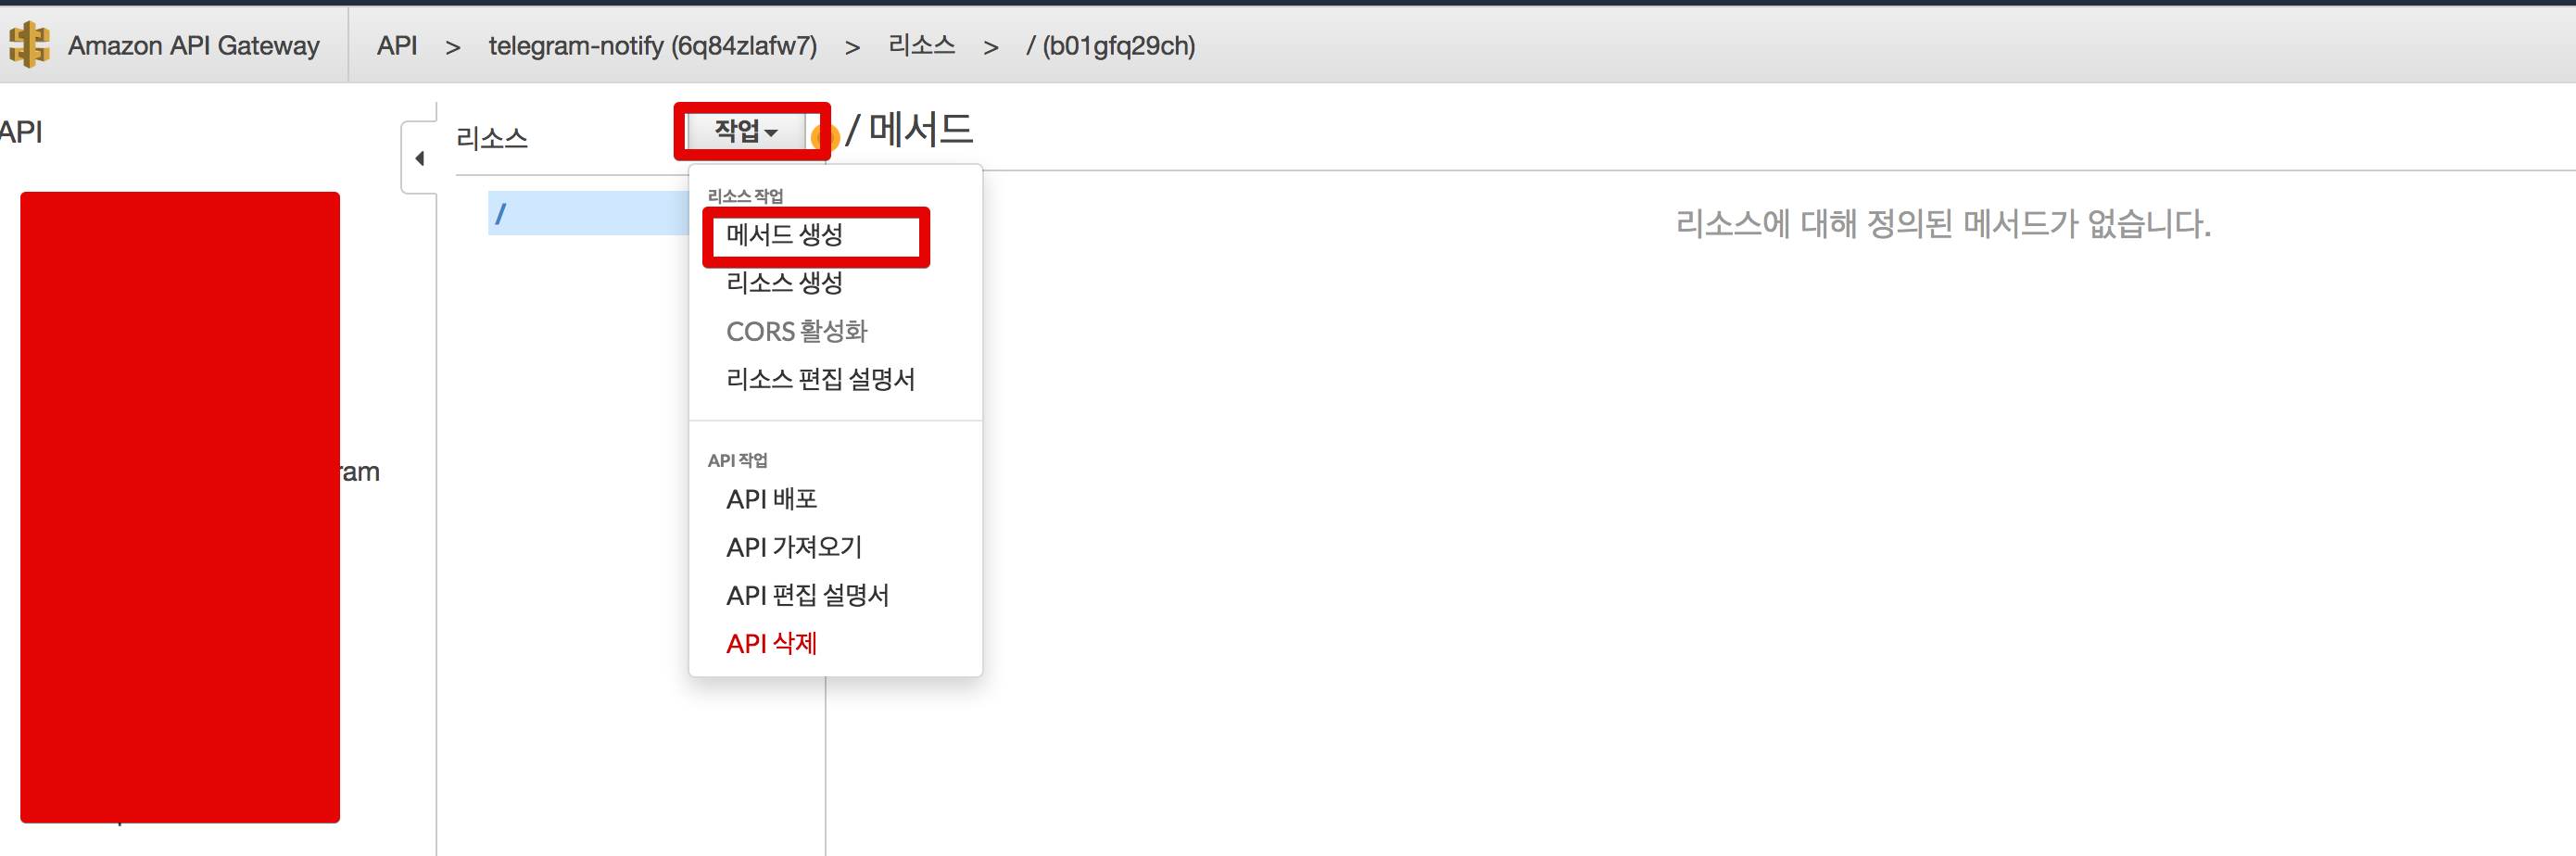 Amazon API Gateway API > telegram-notify (6q84zlafw7) > 리소스 > / (b01gfq29ch)
API
리소스
작업
/ 메서드
/
리소스에 대해 정의된 메서드가 없습니다.
리소스 작업
메서드 생성
리소스 생성
CORS 활성화
리소스 편집 설명서
API 작업
API 배포
API 가져오기
API 편집 설명서
API 삭제
ram